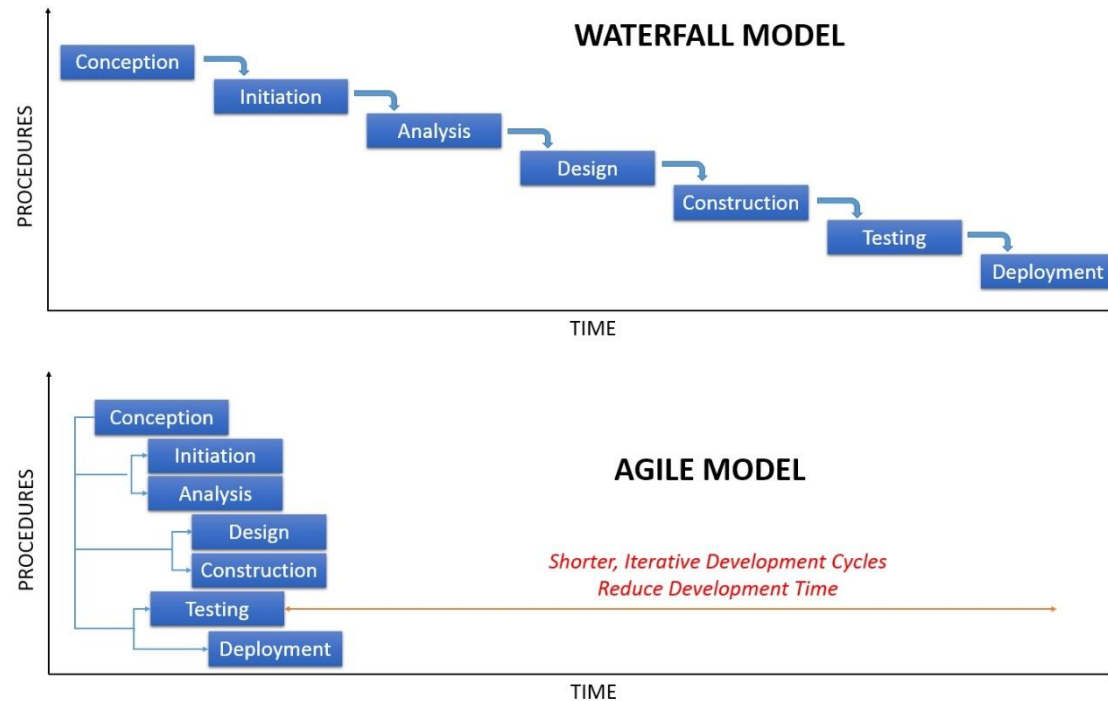 WATERFALL MODEL
Conception
Initiation
Analysis
Design
Construction
Testing
Deployment
PROCEDURES
TIME
AGILE MODEL
Conception
Initiation
Analysis
Design
Construction
Testing
Deployment
Shorter, Iterative Development Cycles
Reduce Development Time
PROCEDURES
TIME